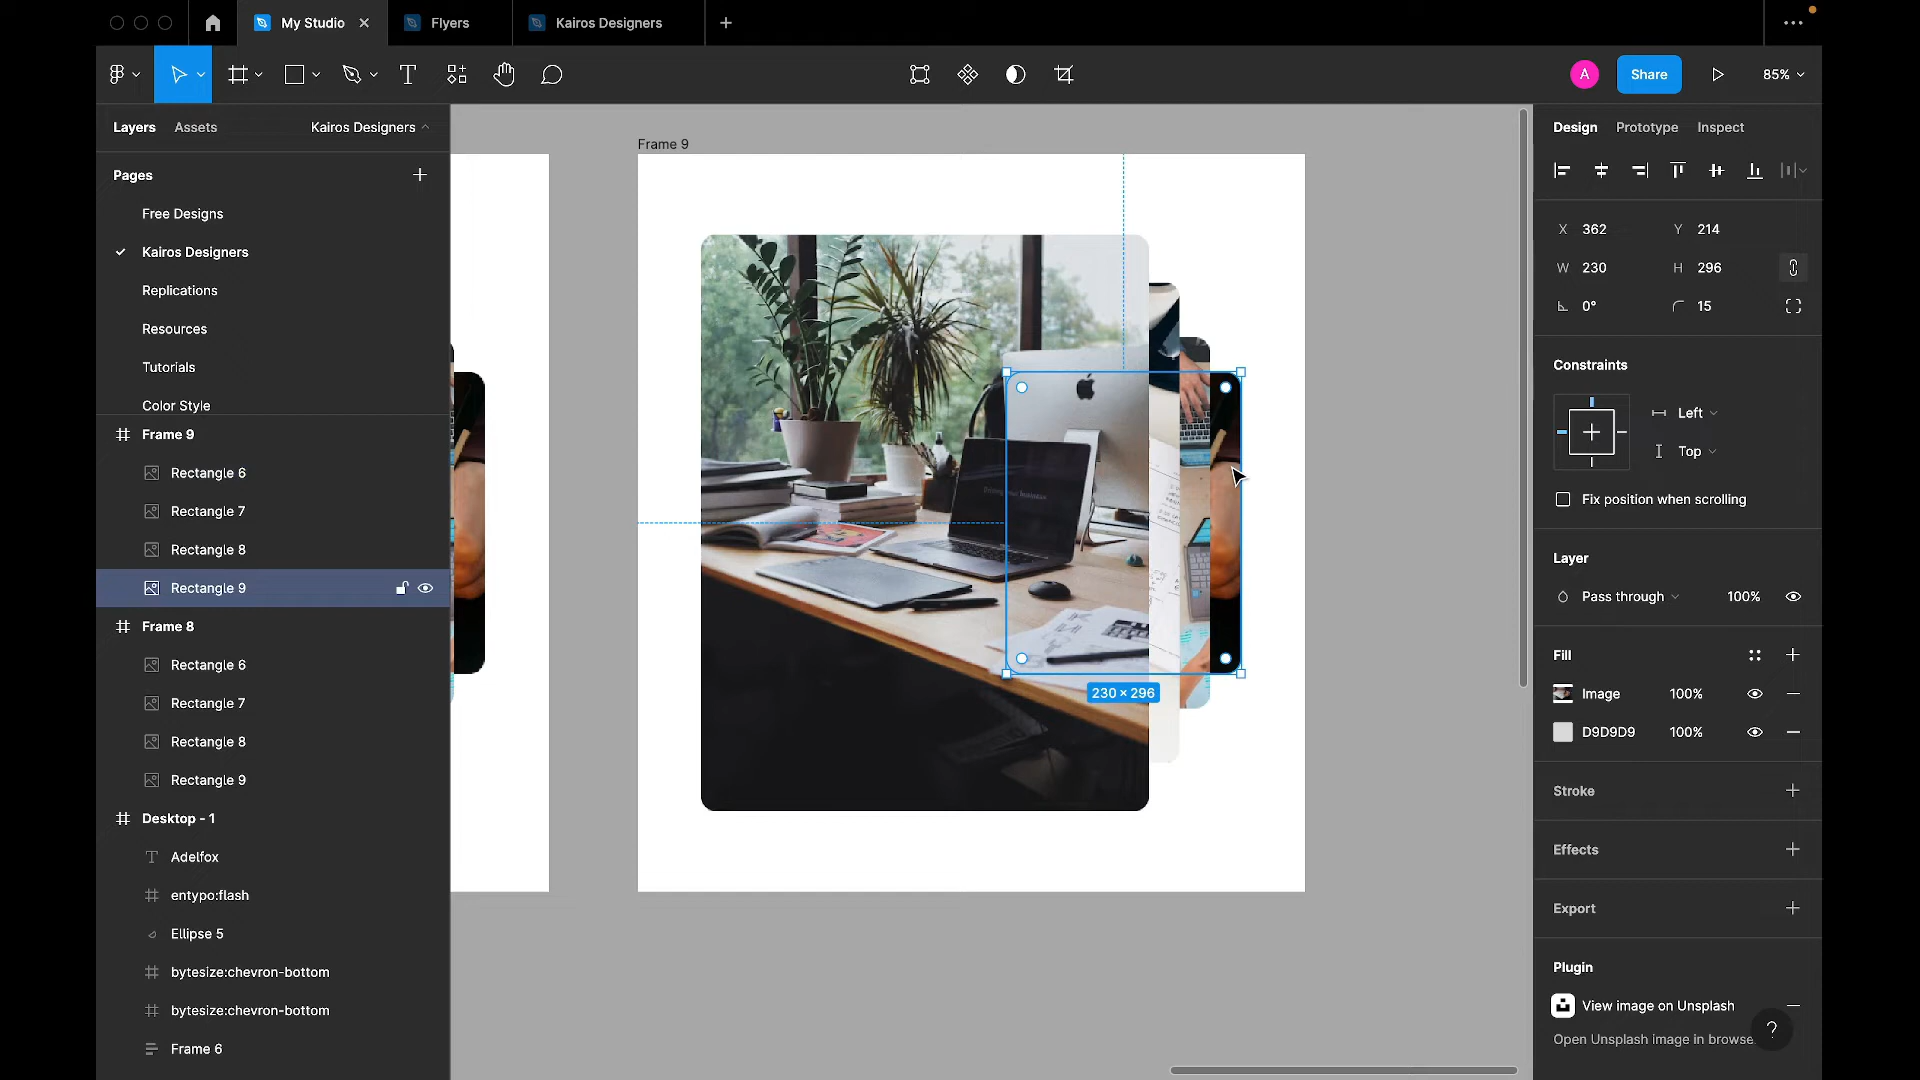 My Studio
Flyers
Kairos Designers
A
Share
85%
Layers
Assets
Kairos Designers
Pages
Free Designs
Kairos Designers
Replications
Resources
Tutorials
Color Style
Frame 9
Rectangle 6
Rectangle 7
Rectangle 8
Rectangle 9
Frame 8
Rectangle 6
Rectangle 7
Rectangle 8
Rectangle 9
Desktop - 1
Adelfox
entypo:flash
Ellipse 5
bytesize:chevron-bottom
bytesize:chevron-bottom
Frame 6
Frame 9
230 × 296
Design
Prototype
Inspect
X 362
Y 214
W 230
H 296
0°
15
Constraints
Left
Top
Fix position when scrolling
Layer
Pass through
100%
Fill
Image
100%
D9D9D9
100%
Stroke
Effects
Export
Plugin
View image on Unsplash
Open Unsplash image in browse
?